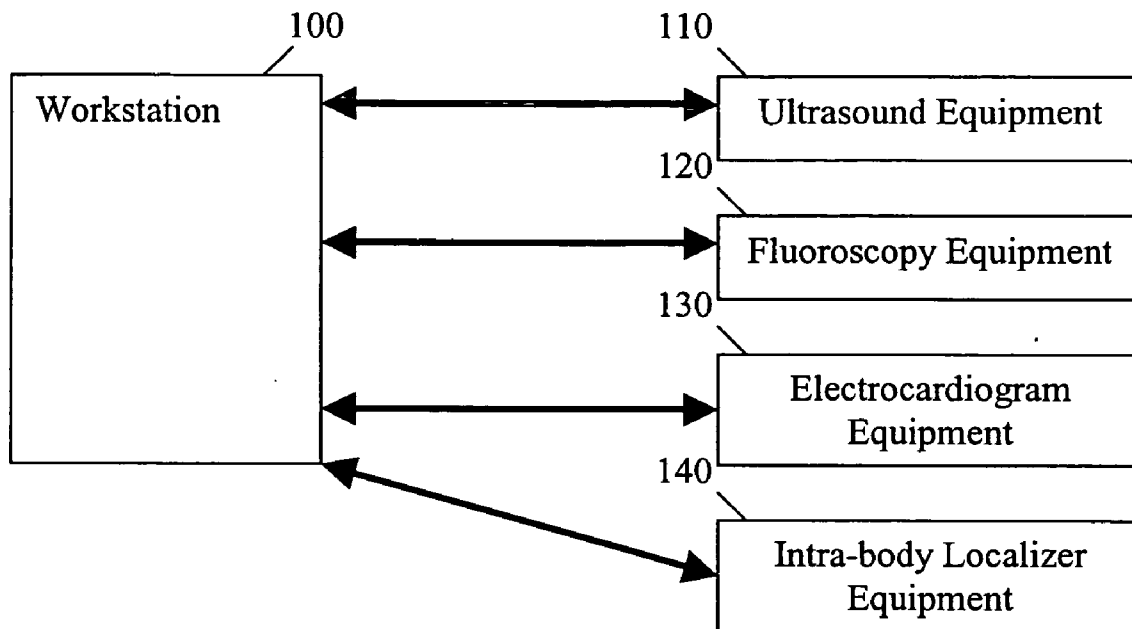 100
110
Workstation
Ultrasound Equipment
120
Fluoroscopy Equipment
130
Electrocardiogram
Equipment
140
Intra-body Localizer
Equipment